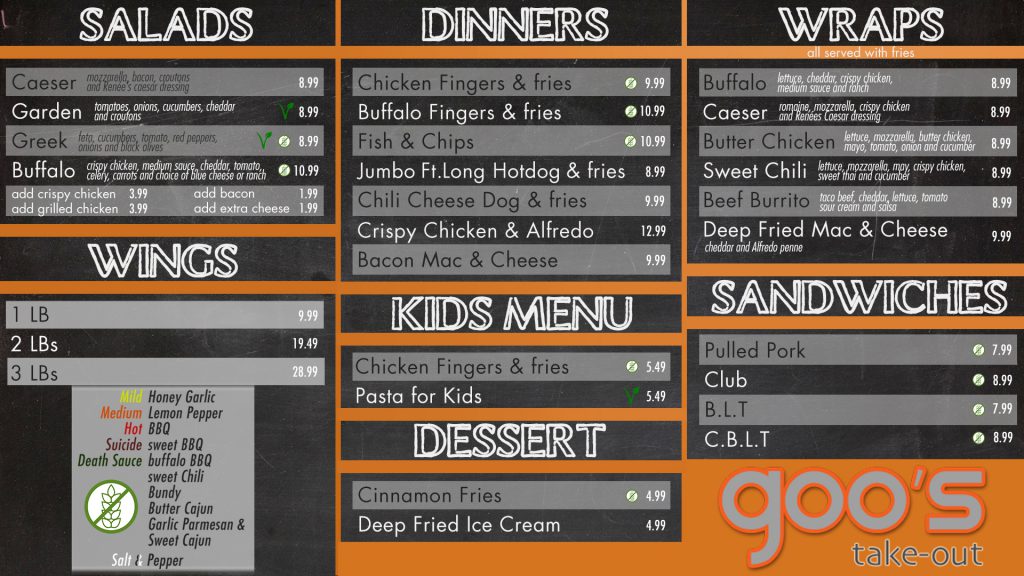 SALADS
Caeser mozzarella, bacon, croutons
and Renée's caesar dressing 8.99
Garden tomatoes, onions, cucumbers, cheddar
and croutons 8.99
Greek feta, cucumbers, tomato, red peppers,
onions and black olives 8.99
Buffalo crispy chicken, medium sauce, cheddar, tomato,
celery, carrots and choice of blue cheese or ranch 10.99
add crispy chicken 3.99 add bacon 1.99
add grilled chicken 3.99 add extra cheese 1.99
WINGS
1 LB 9.99
2 LBs 19.49
3 LBs 28.99
Mild Honey Garlic
Medium Lemon Pepper
Hot BBQ
Suicide sweet BBQ
Death Sauce buffalo BBQ
sweet Chili
Bundy
Butter Cajun
Garlic Parmesan &
Sweet Cajun
Salt & Pepper
DINNERS
Chicken Fingers & fries 9.99
Buffalo Fingers & fries 10.99
Fish & Chips 10.99
Jumbo Ft.Long Hotdog & fries 8.99
Chili Cheese Dog & fries 9.99
Crispy Chicken & Alfredo 12.99
Bacon Mac & Cheese 9.99
KIDS MENU
Chicken Fingers & fries 5.49
Pasta for Kids 5.49
DESSERT
Cinnamon Fries 4.99
Deep Fried Ice Cream 4.99
WRAPS
all served with fries
Buffalo lettuce, cheddar, crispy chicken,
medium sauce and ranch 8.99
Caeser romaine, mozzarella, crispy chicken
and Renées Caesar dressing 8.99
Butter Chicken lettuce, mozzarella, butter chicken,
mayo, tomato, onion and cucumber 8.99
Sweet Chili lettuce, mozzarella, may, crispy chicken,
sweet thai and cucumber 8.99
Beef Burrito taco beef, cheddar, lettuce, tomato
sour cream and salsa 8.99
Deep Fried Mac & Cheese 9.99
cheddar and Alfredo penne
SANDWICHES
Pulled Pork 7.99
Club 8.99
B.L.T 7.99
C.B.L.T 8.99
goo's
take-out